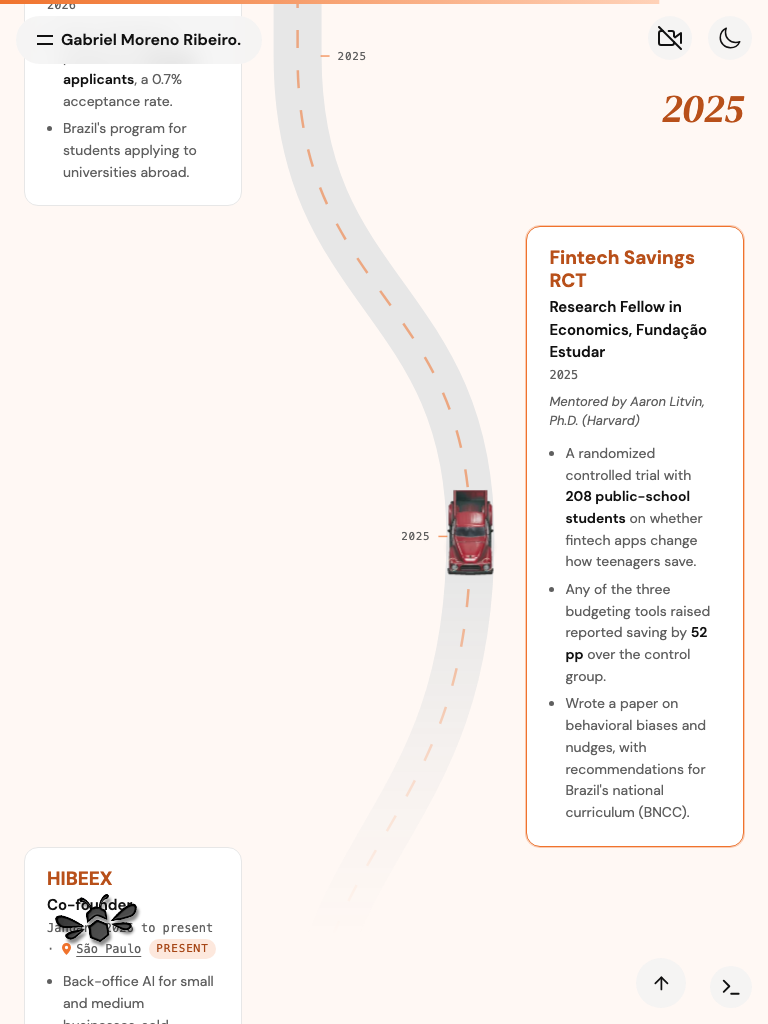 2026
Gabriel Moreno Ribeiro.
applicants, a 0.7%
acceptance rate.
• Brazil's program for
students applying to
universities abroad.
2025
2025
Fintech Savings
RCT
Research Fellow in
Economics, Fundação
Estudar
2025
Mentored by Aaron Litvin,
Ph.D. (Harvard)
• A randomized
controlled trial with
208 public-school
students on whether
fintech apps change
how teenagers save.
• Any of the three
budgeting tools raised
reported saving by 52
pp over the control
group.
• Wrote a paper on
behavioral biases and
nudges, with
recommendations for
Brazil's national
curriculum (BNCC).
2025
HIBEEX
Co-founder
to present
· São Paulo PRESENT
• Back-office AI for small
and medium